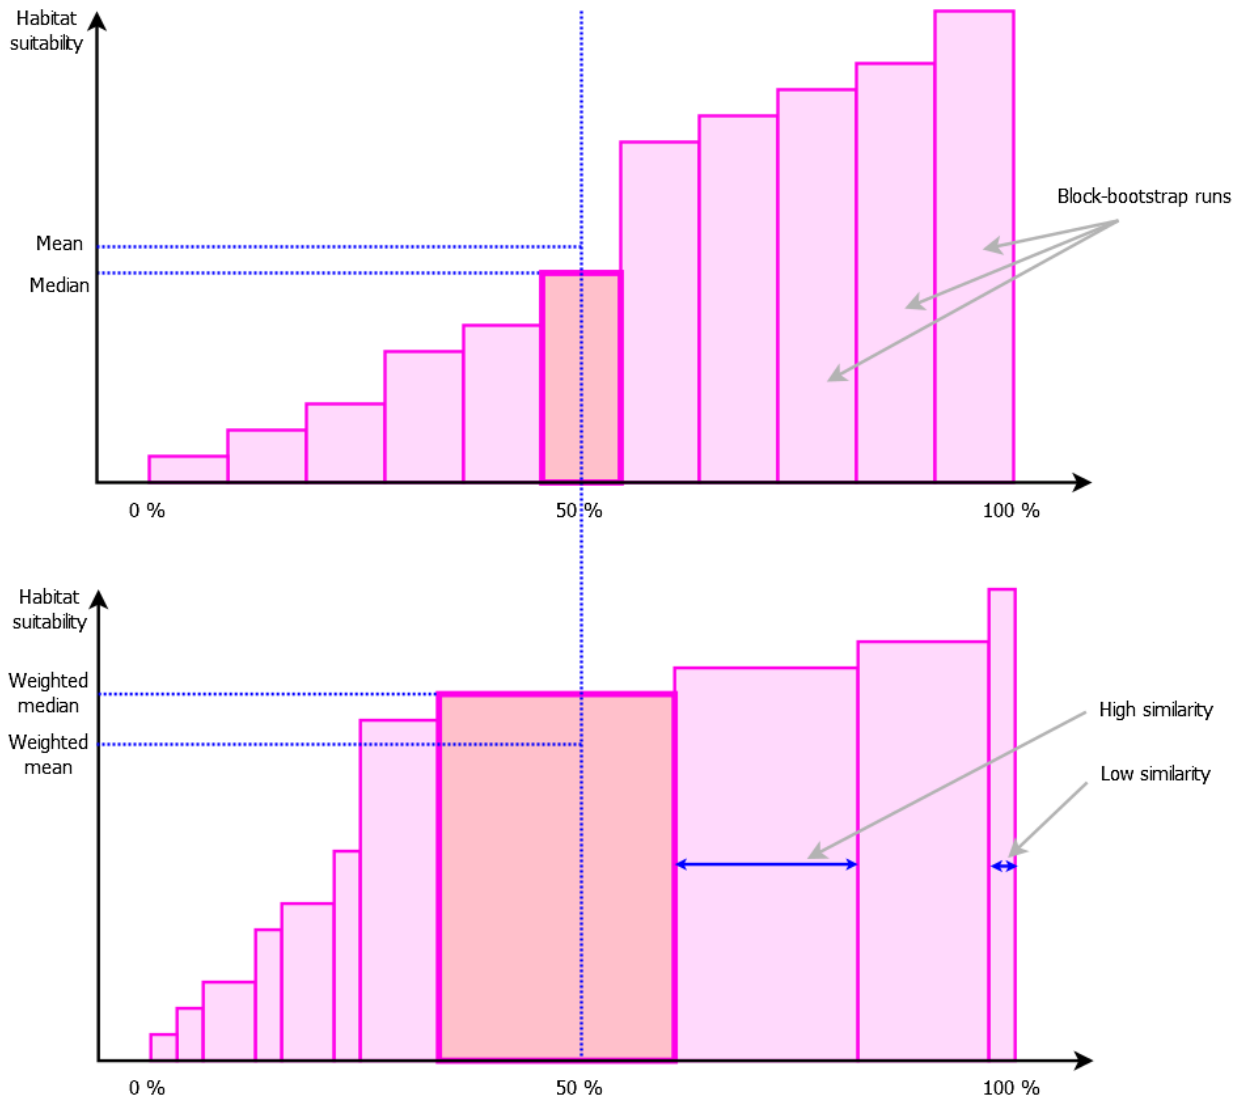 Habitat
suitability
Block-bootstrap runs
Mean
Median
0 %
50 %
100 %
Habitat
suitability
Weighted
median
Weighted
mean
High similarity
Low similarity
0 %
50 %
100 %